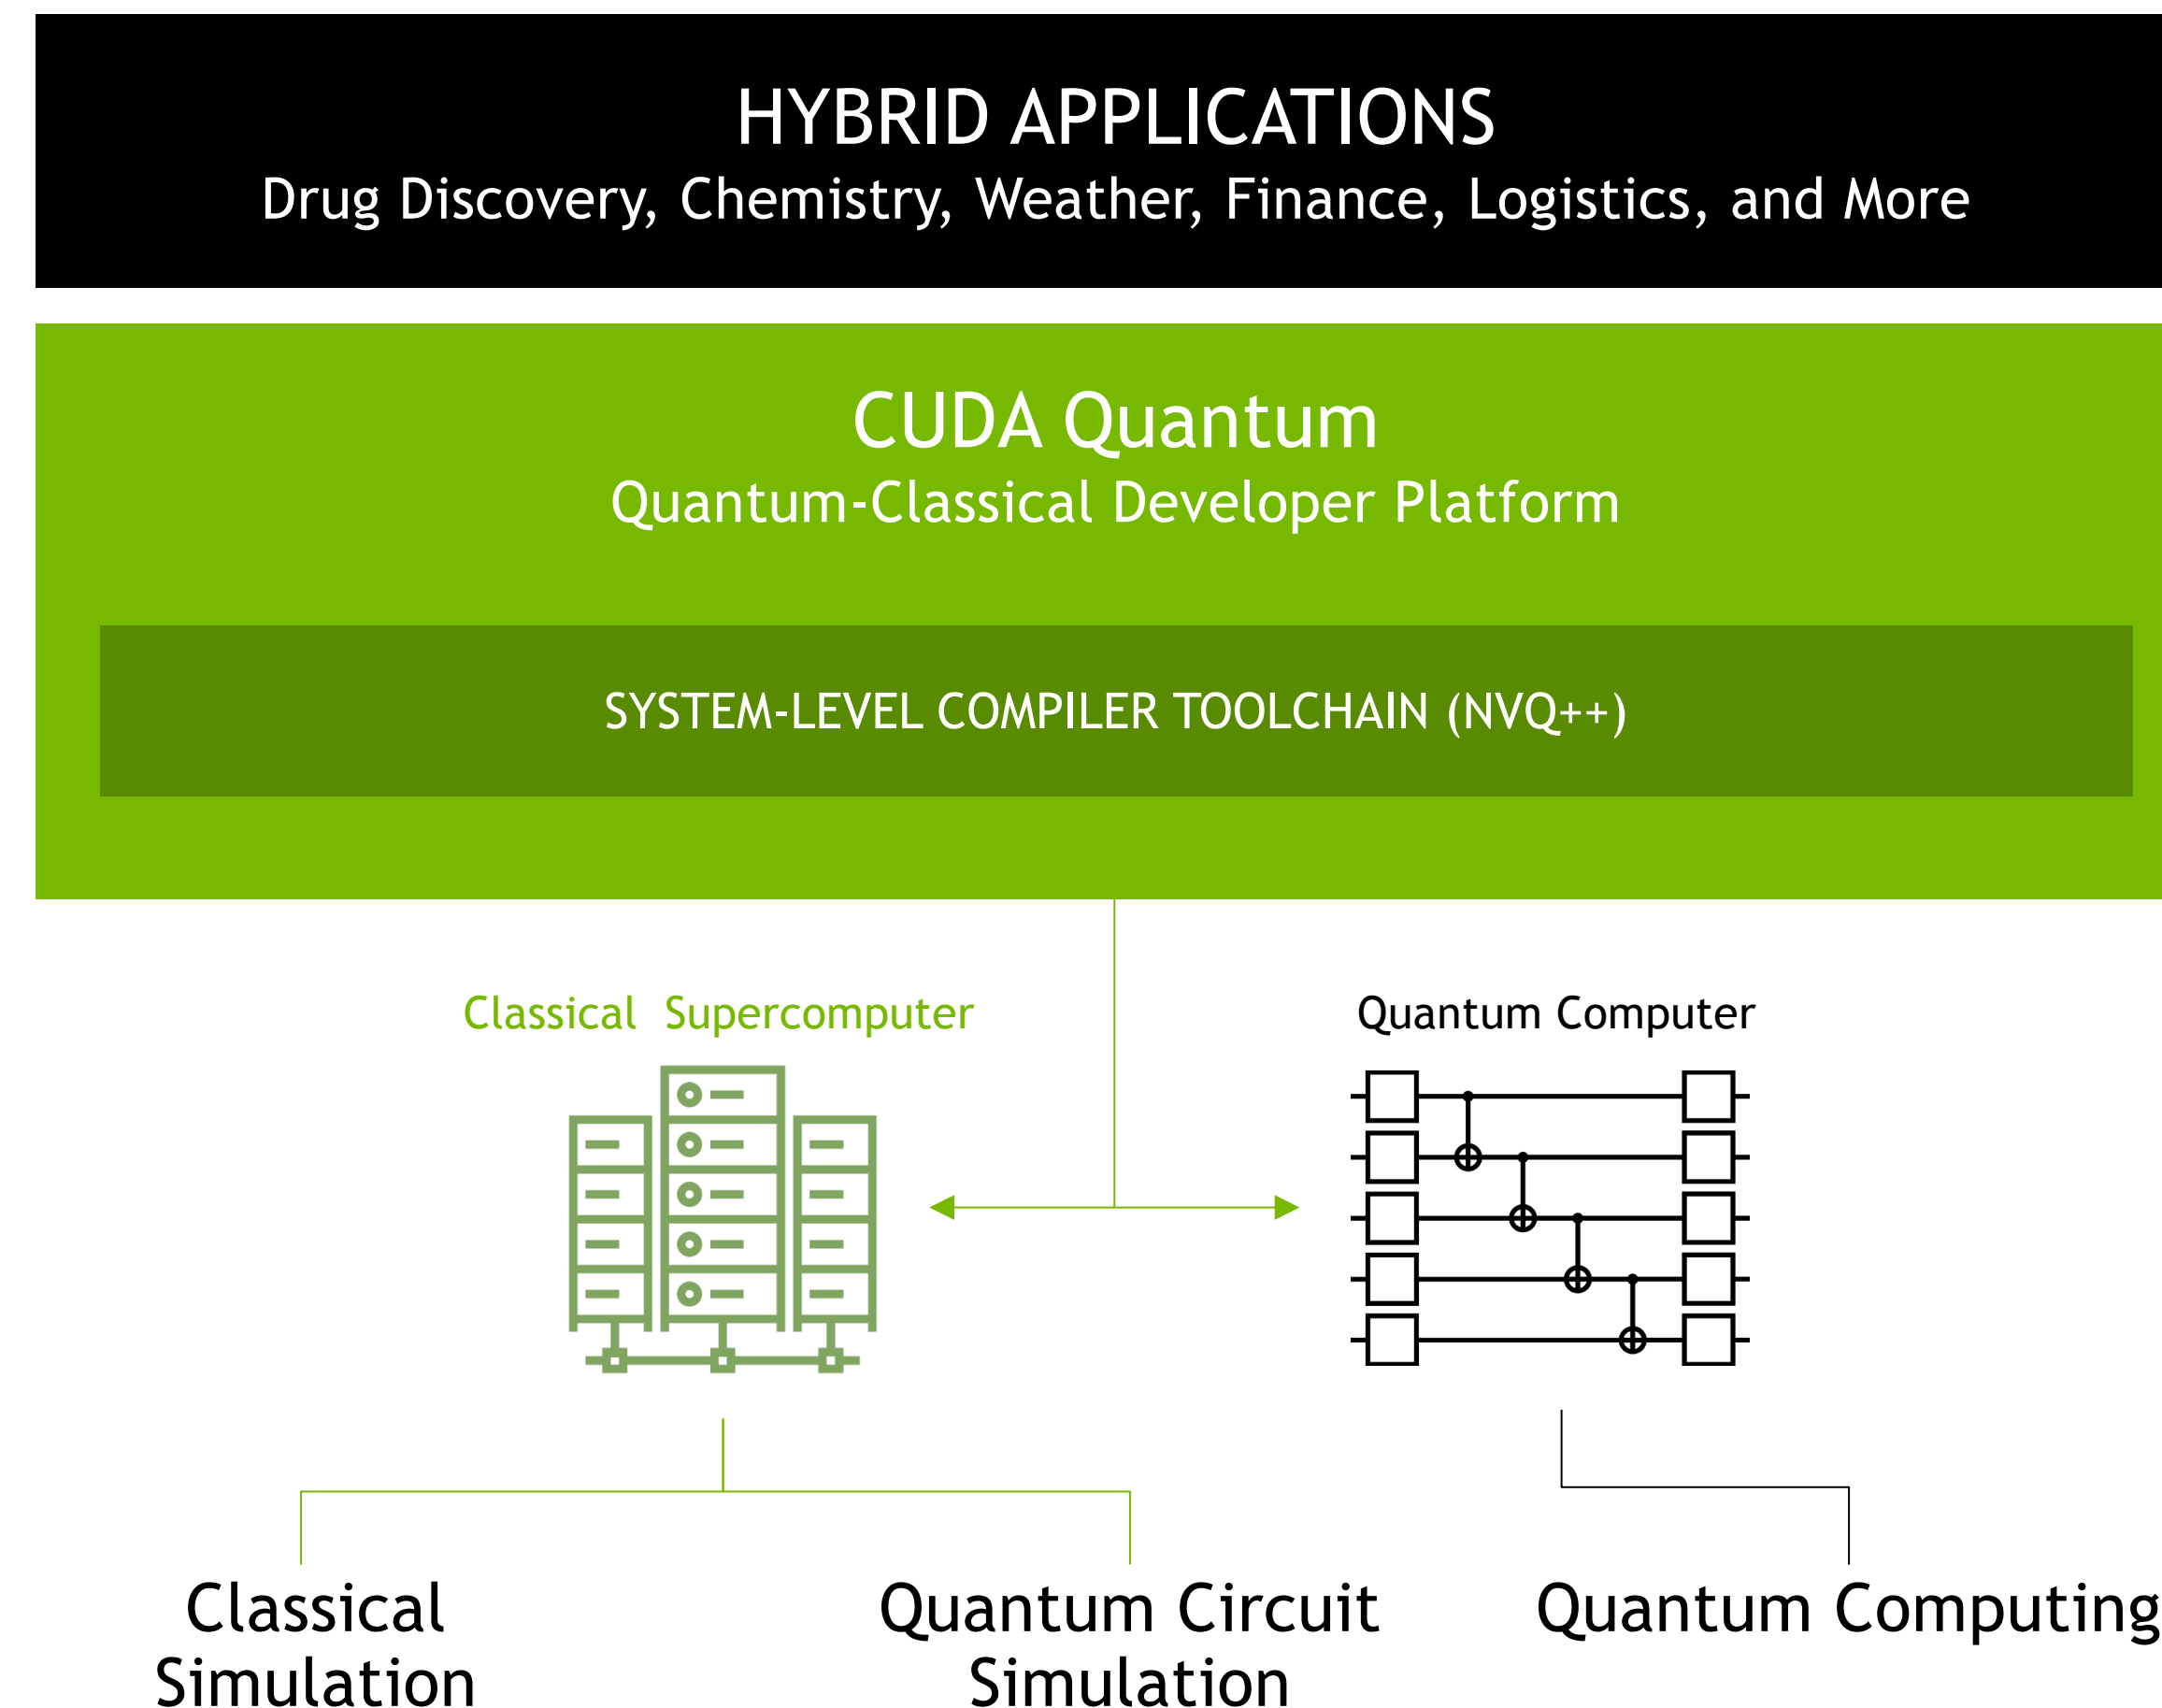 HYBRID APPLICATIONS
Drug Discovery, Chemistry, Weather, Finance, Logistics, and More
CUDA Quantum
Quantum-Classical Developer Platform
SYSTEM-LEVEL COMPILER TOOLCHAIN (NVQ++)
Classical Supercomputer
Quantum Computer
Classical
Simulation
Quantum Circuit
Simulation
Quantum Computing